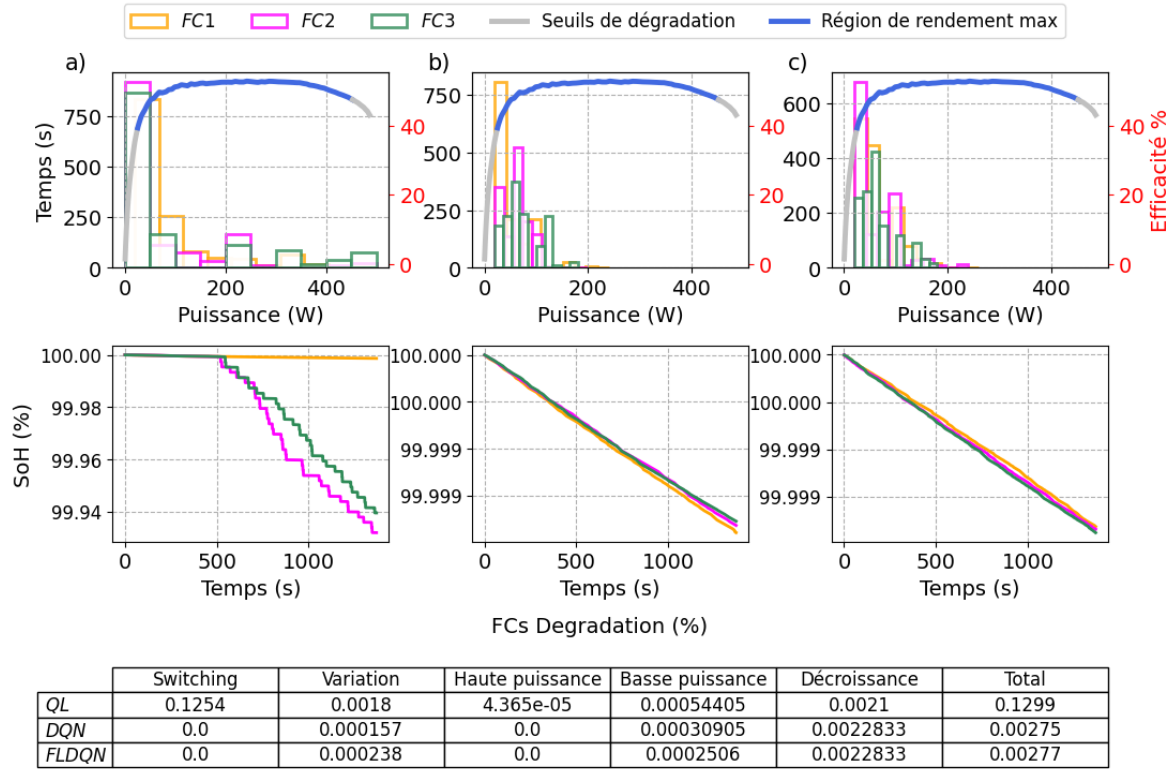 FC1 FC2 FC3 Seuils de dégradation Région de rendement max
a) b) c)
Temps (s)
750
500
250
0
40
20
0
750
500
250
0
40
20
0
600
400
200
0
40
20
0
Efficacité %
0 200 400
0 200 400
0 200 400
Puissance (W) Puissance (W) Puissance (W)
SoH (%)
100.00
99.98
99.96
99.94
100.000
100.000
99.999
99.999
100.000
100.000
99.999
99.999
0 500 1000
0 500 1000
0 500 1000
Temps (s) Temps (s) Temps (s)
FCs Degradation (%)
Switching Variation Haute puissance Basse puissance Décroissance Total
QL 0.1254 0.0018 4.365e-05 0.00054405 0.0021 0.1299
DQN 0.0 0.000157 0.0 0.00030905 0.0022833 0.00275
FLDQN 0.0 0.000238 0.0 0.0002506 0.0022833 0.00277